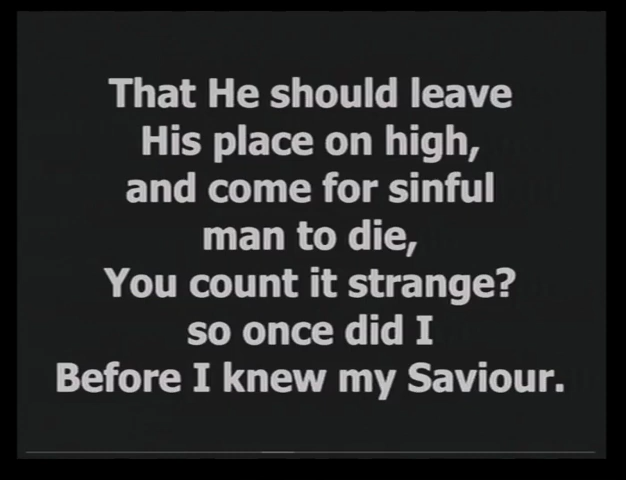 That He should leave
His place on high,
and come for sinful
man to die,
You count it strange?
so once did I
Before I knew my Saviour.